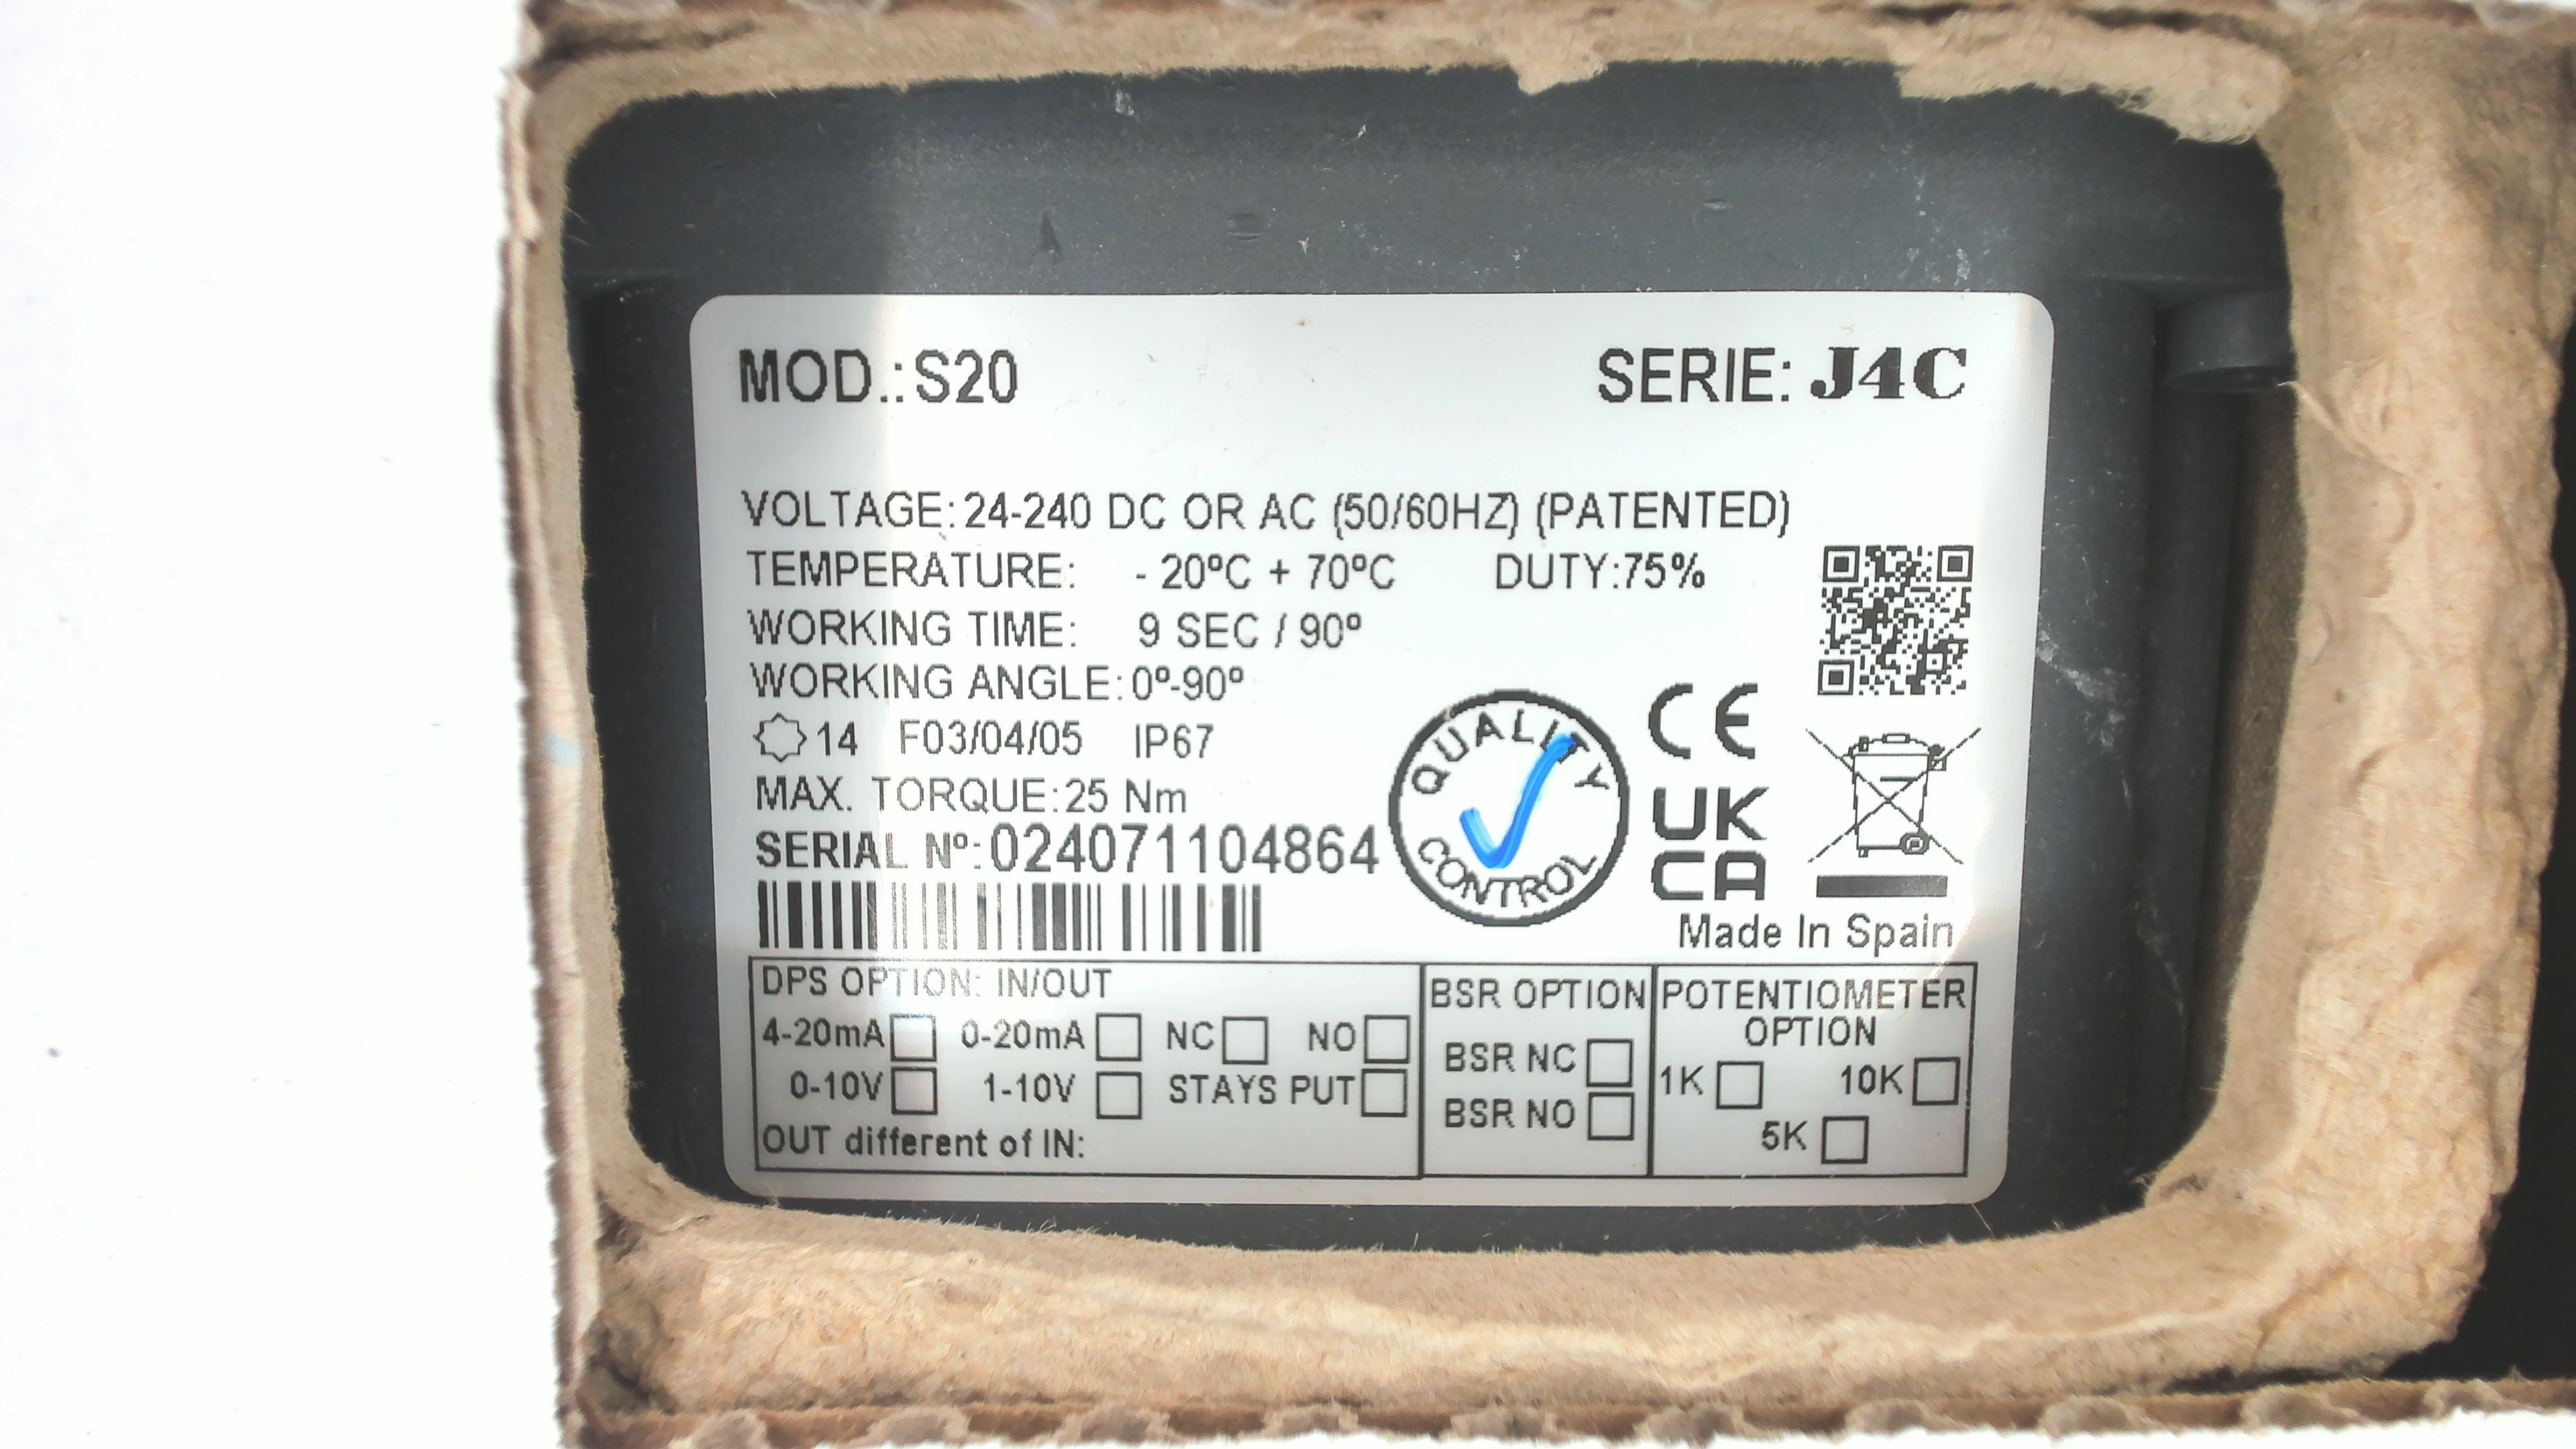 MOD.: S20 SERIE: J4C
VOLTAGE: 24-240 DC OR AC (50/60HZ) (PATENTED)
TEMPERATURE: - 20ºC + 70ºC DUTY:75%
WORKING TIME: 9 SEC / 90º
WORKING ANGLE: 0º-90º
14 F03/04/05 IP67
MAX. TORQUE:25 Nm
SERIAL Nº: 024071104864
QUALITY CONTROL
CE
UK
CA
Made In Spain
DPS OPTION: IN/OUT
4-20mA 0-20mA NC NO
0-10V 1-10V STAYS PUT
OUT different of IN:
BSR OPTION
BSR NC
BSR NO
POTENTIOMETER
OPTION
1K 10K
5K